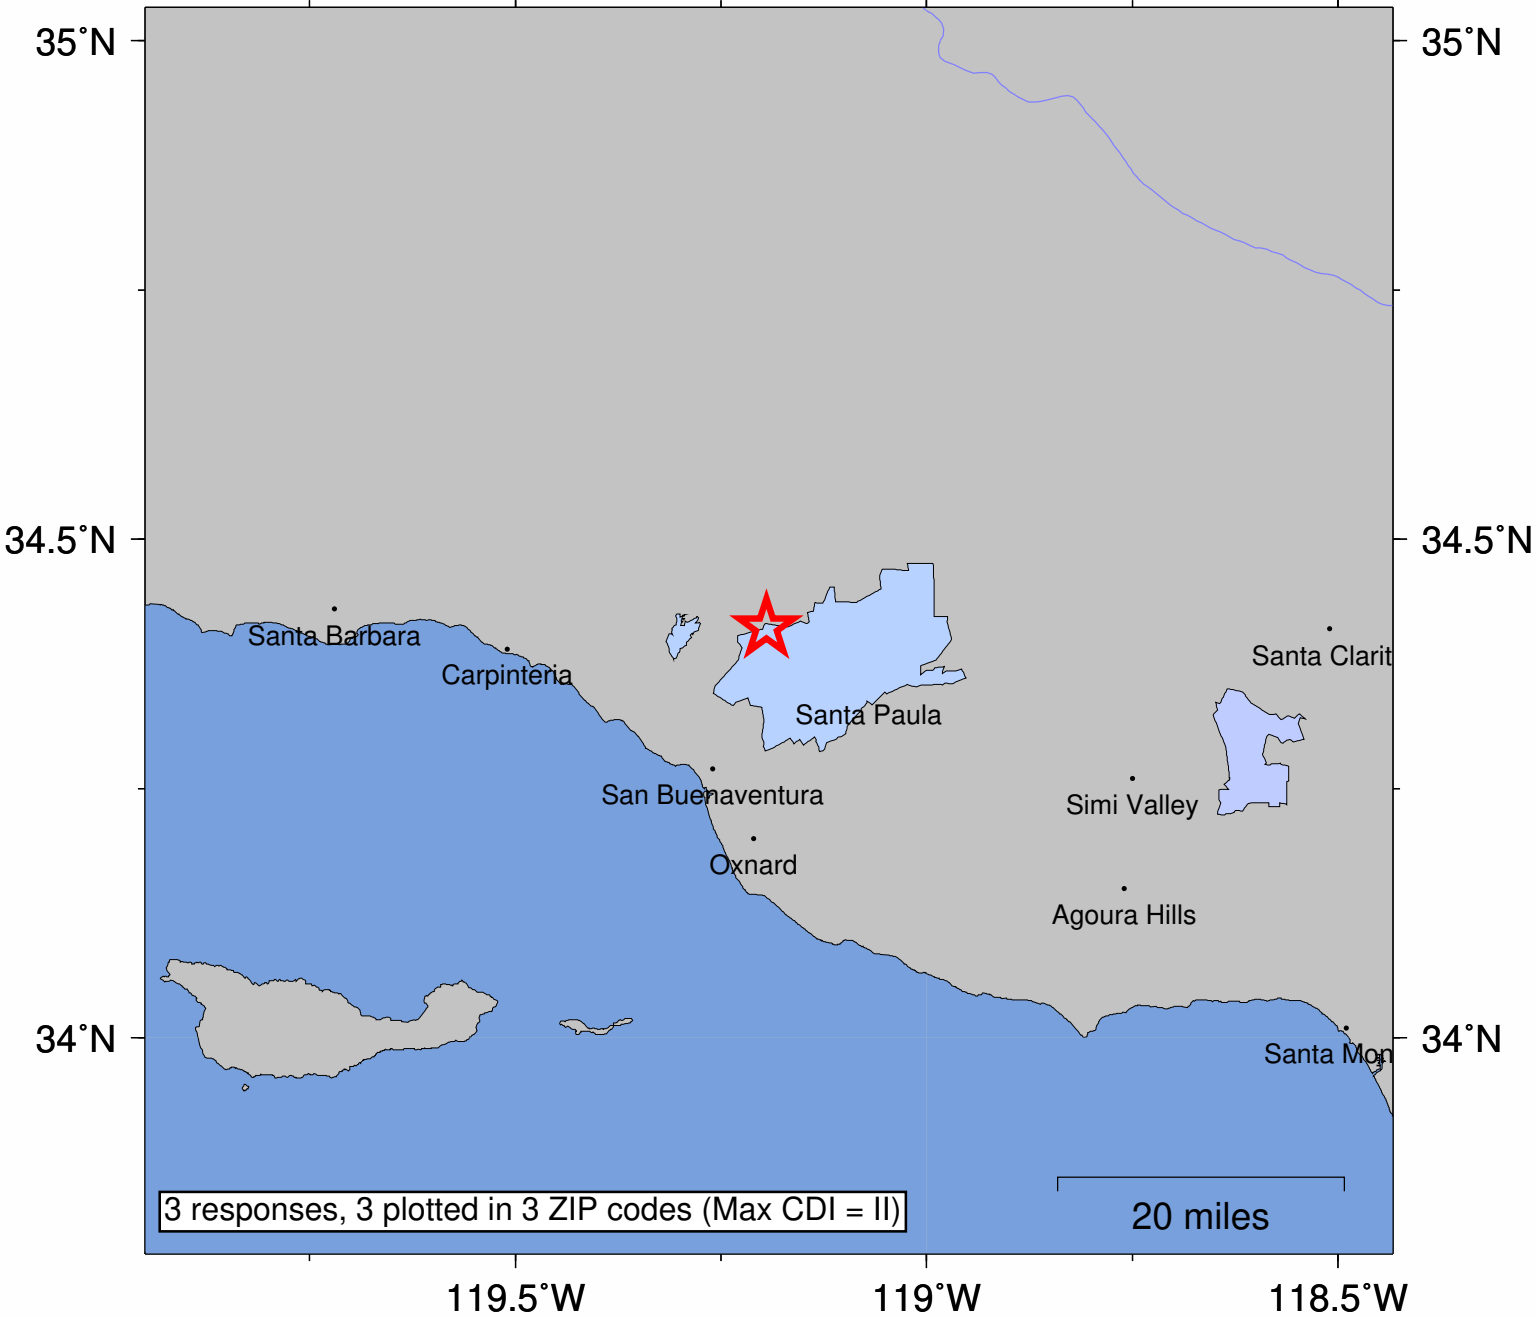 35°N
35°N
34.5°N
34.5°N
Santa Barbara
Carpinteria
Santa Clarit
Santa Paula
San Buenaventura
Simi Valley
Oxnard
Agoura Hills
34°N
34°N
Santa Mon
3 responses, 3 plotted in 3 ZIP codes (Max CDI = II)
20 miles
119.5°W
119°W
118.5°W